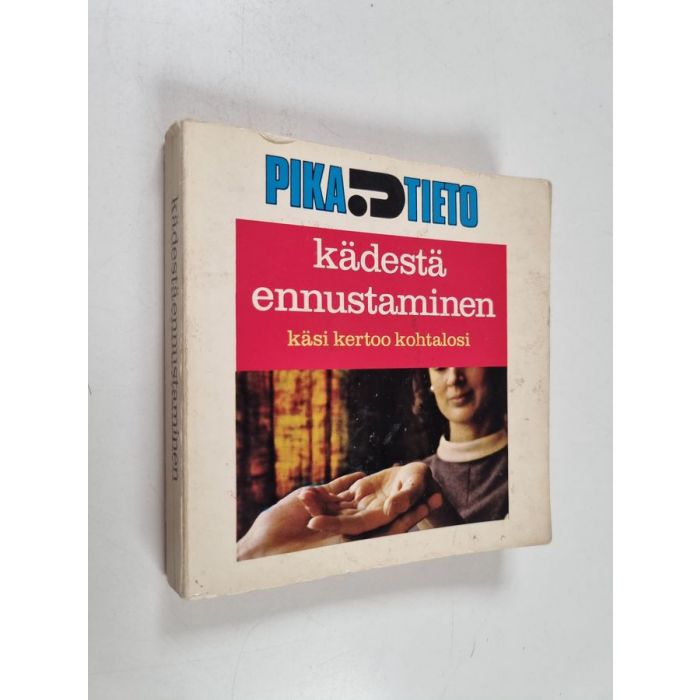 PIKA?TIETO
kädestä
ennustaminen
käsi kertoo kohtalosi
Kädestäennustaminen